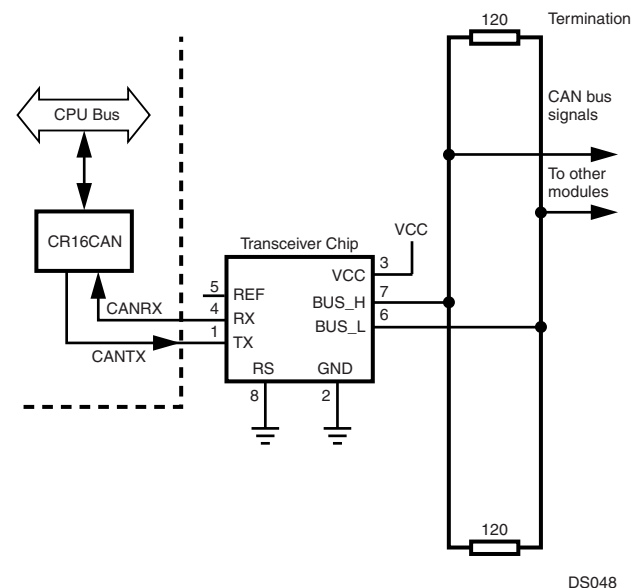 120
Termination
CAN bus
signals
To other
modules
CPU Bus
CR16CAN
CANRX
CANTX
Transceiver Chip
VCC
5
REF
4
RX
1
TX
VCC
3
BUS_H
7
BUS_L
6
RS
GND
8
2
120
DS048